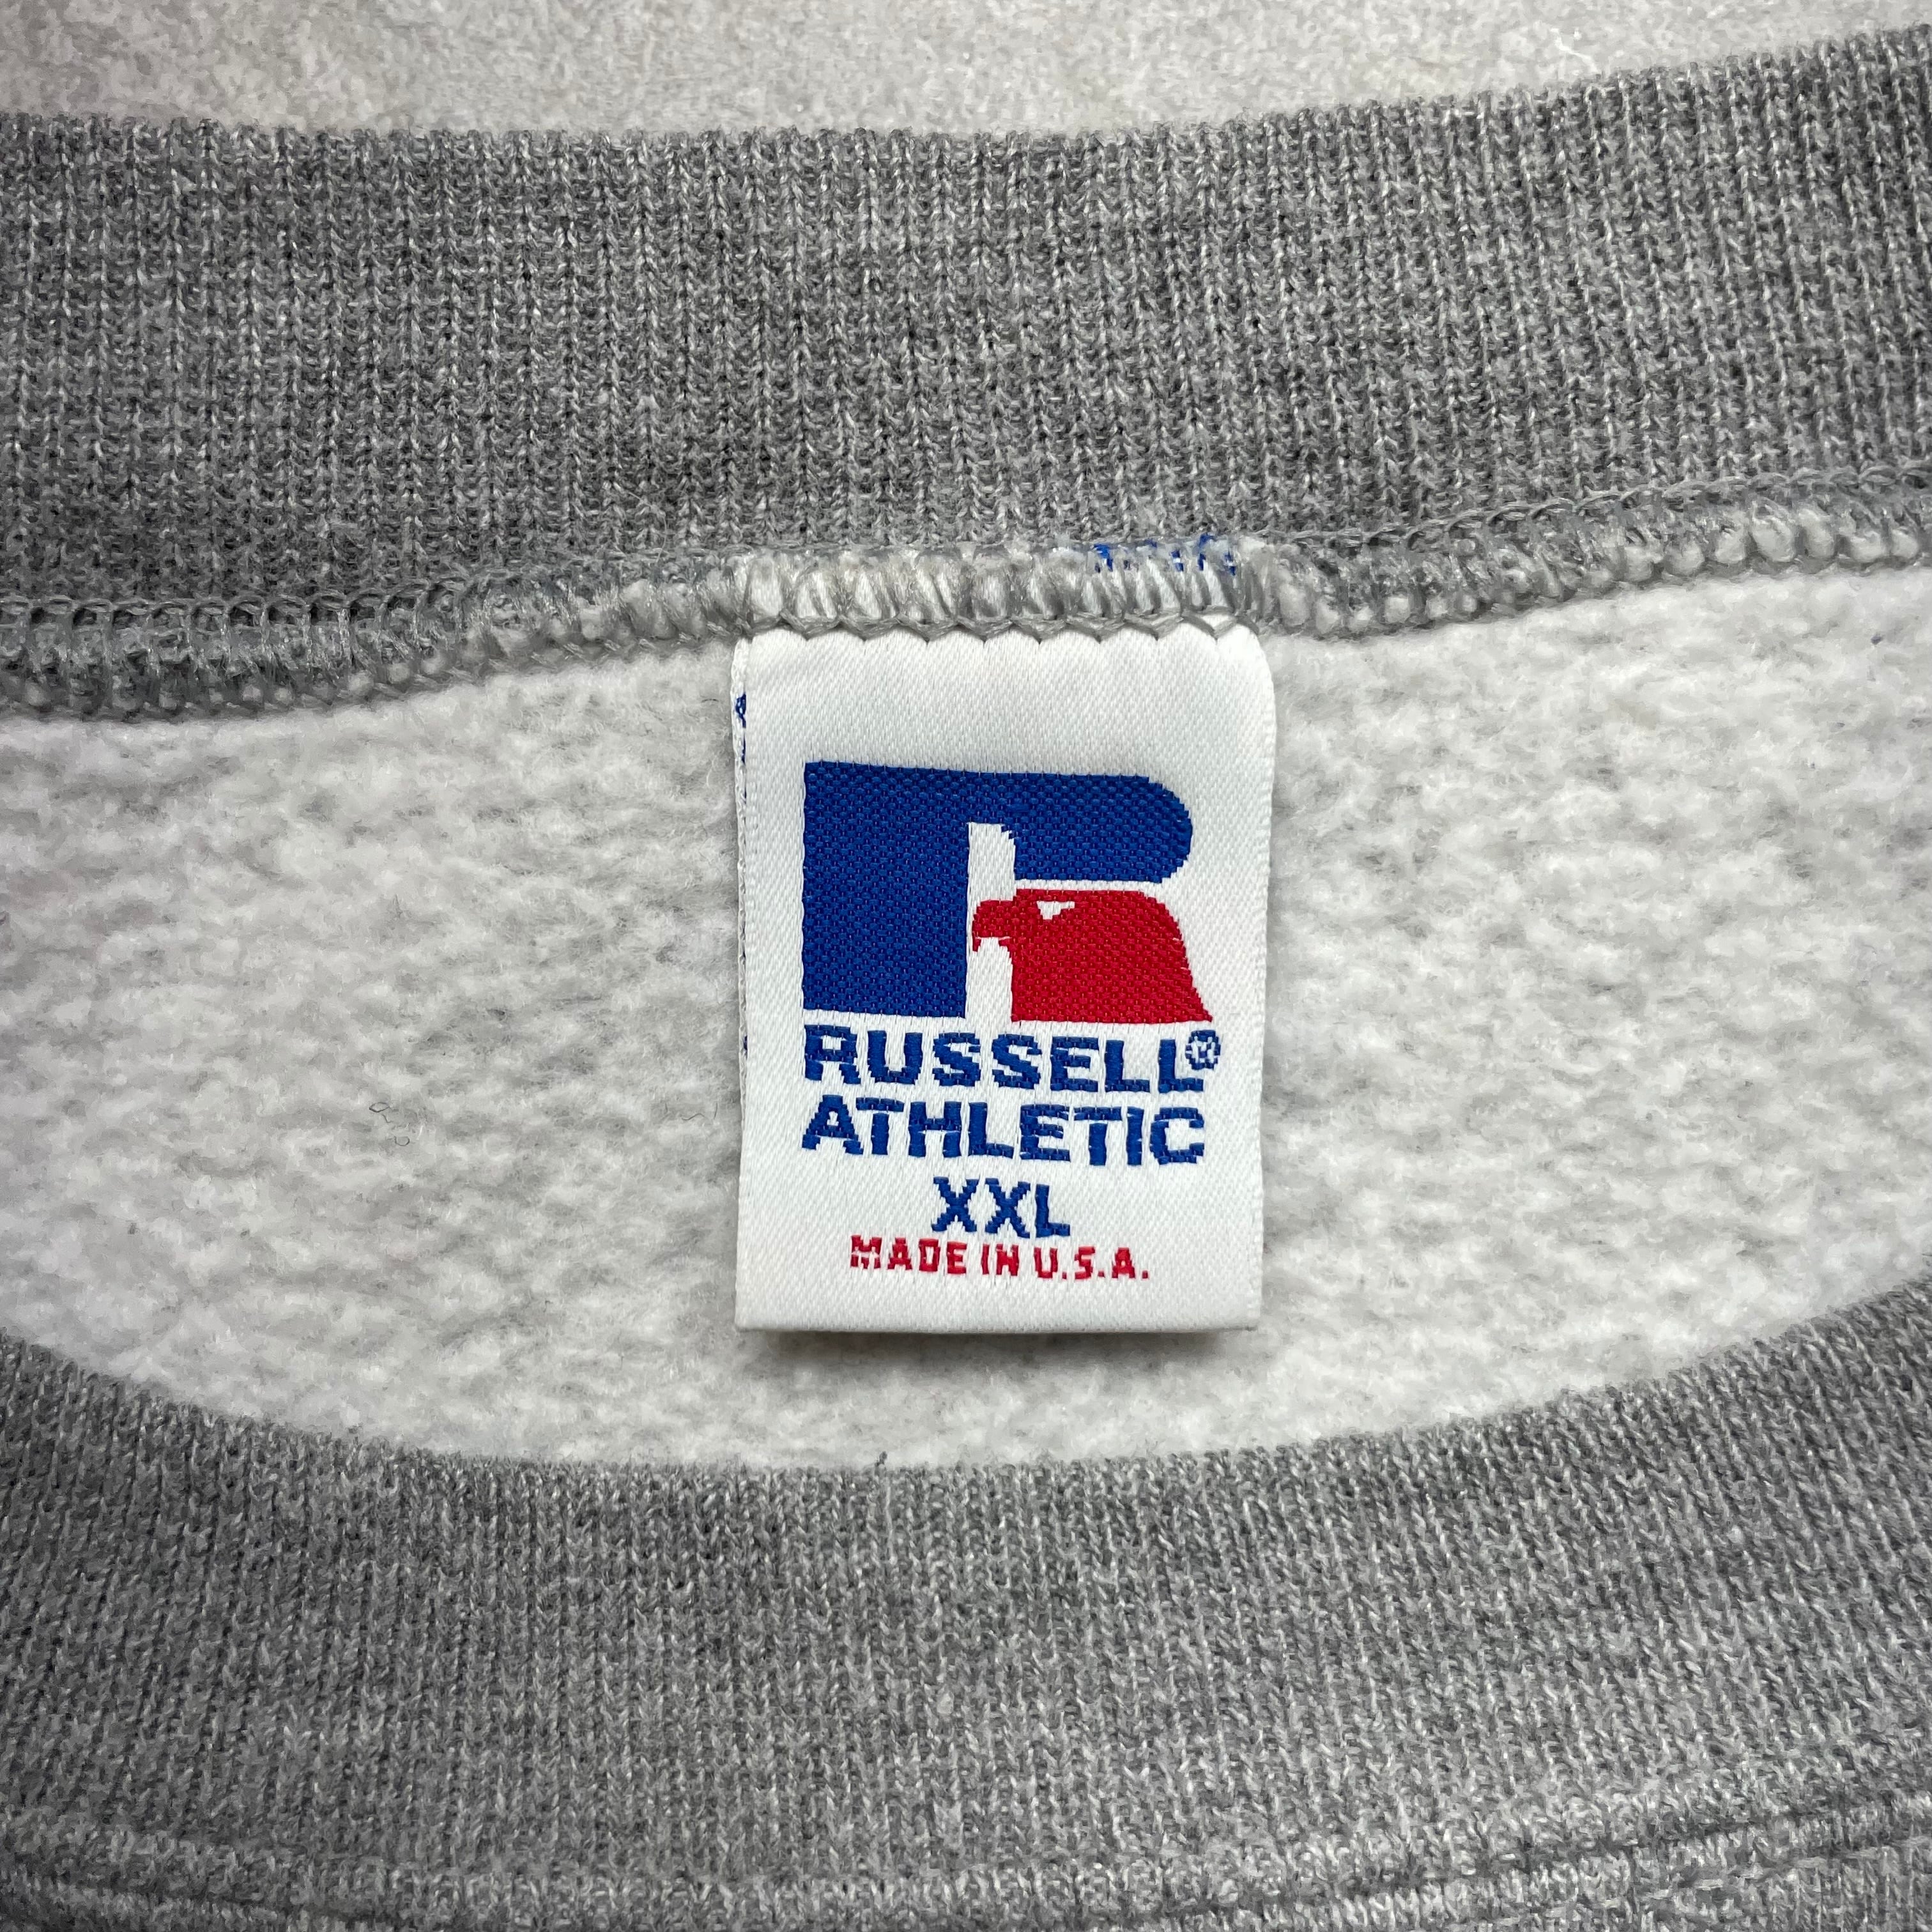 RUSSELL®
ATHLETIC
XXL
MADE IN U.S.A.